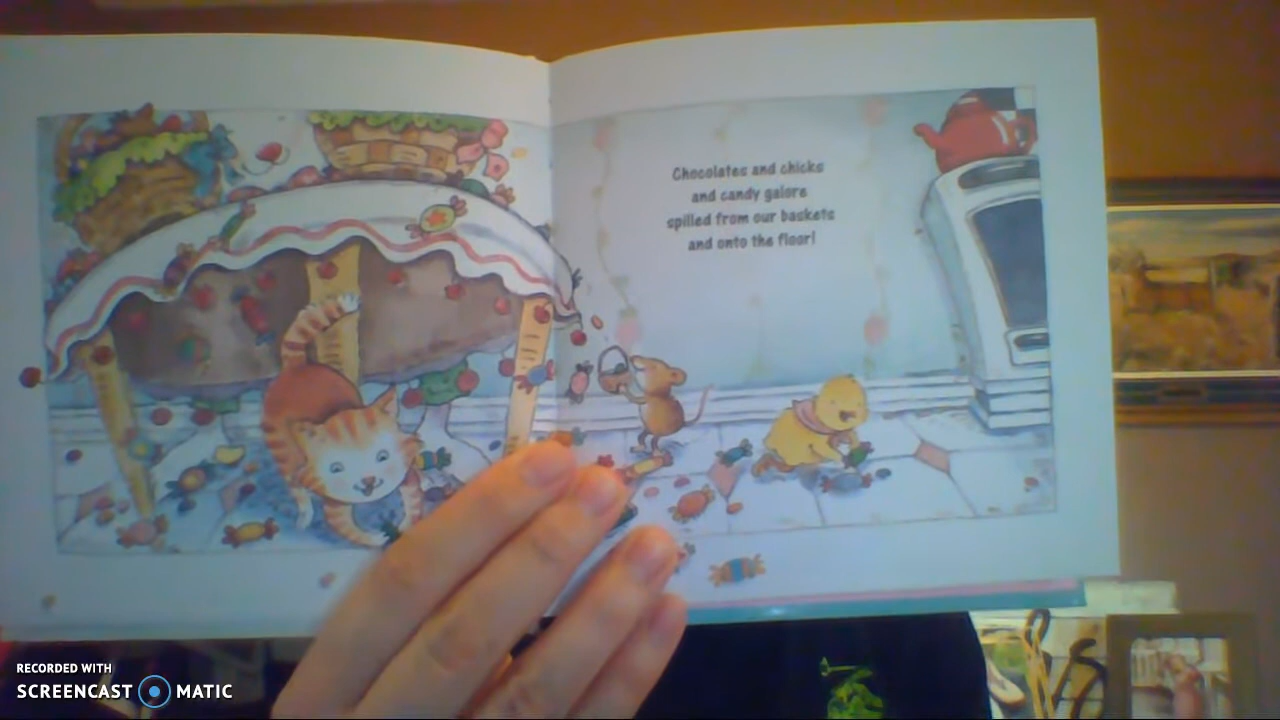 Chocolates and chicks
and candy galore
spilled from our baskets
and onto the floor!
RECORDED WITH
SCREENCAST MATIC